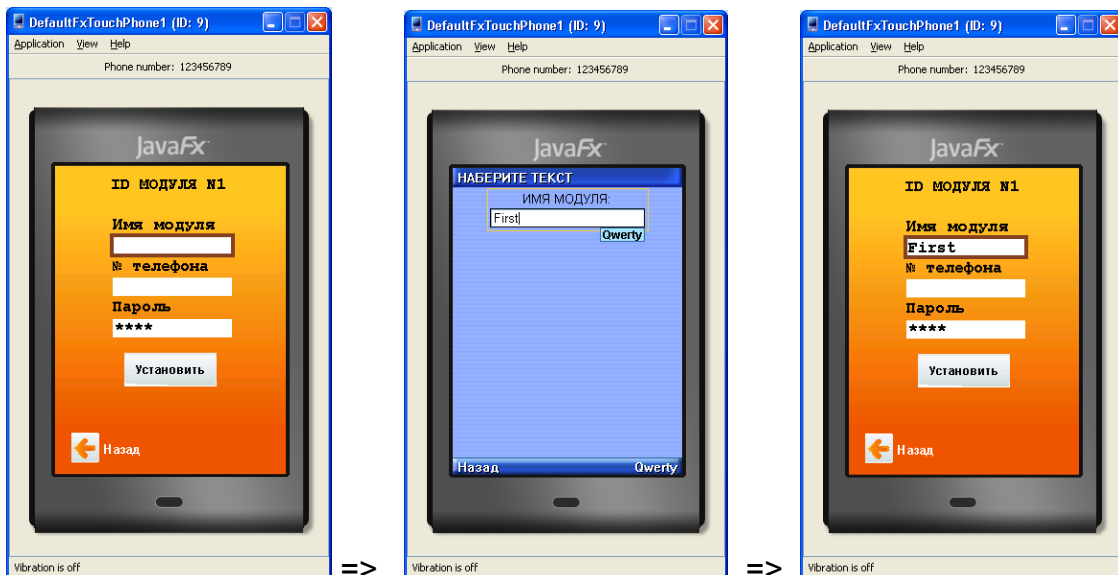 DefaultFxTouchPhone1 (ID: 9)
Application View Help
Phone number: 123456789
JavaFx
ID МОДУЛЯ N1
Имя модуля
№ телефона
Пароль
****
Установить
Назад
Vibration is off
=>
DefaultFxTouchPhone1 (ID: 9)
Application View Help
Phone number: 123456789
JavaFx
НАБЕРИТЕ ТЕКСТ
ИМЯ МОДУЛЯ:
First
Qwerty
Назад Qwerty
Vibration is off
=>
DefaultFxTouchPhone1 (ID: 9)
Application View Help
Phone number: 123456789
JavaFx
ID МОДУЛЯ N1
Имя модуля
First
№ телефона
Пароль
****
Установить
Назад
Vibration is off